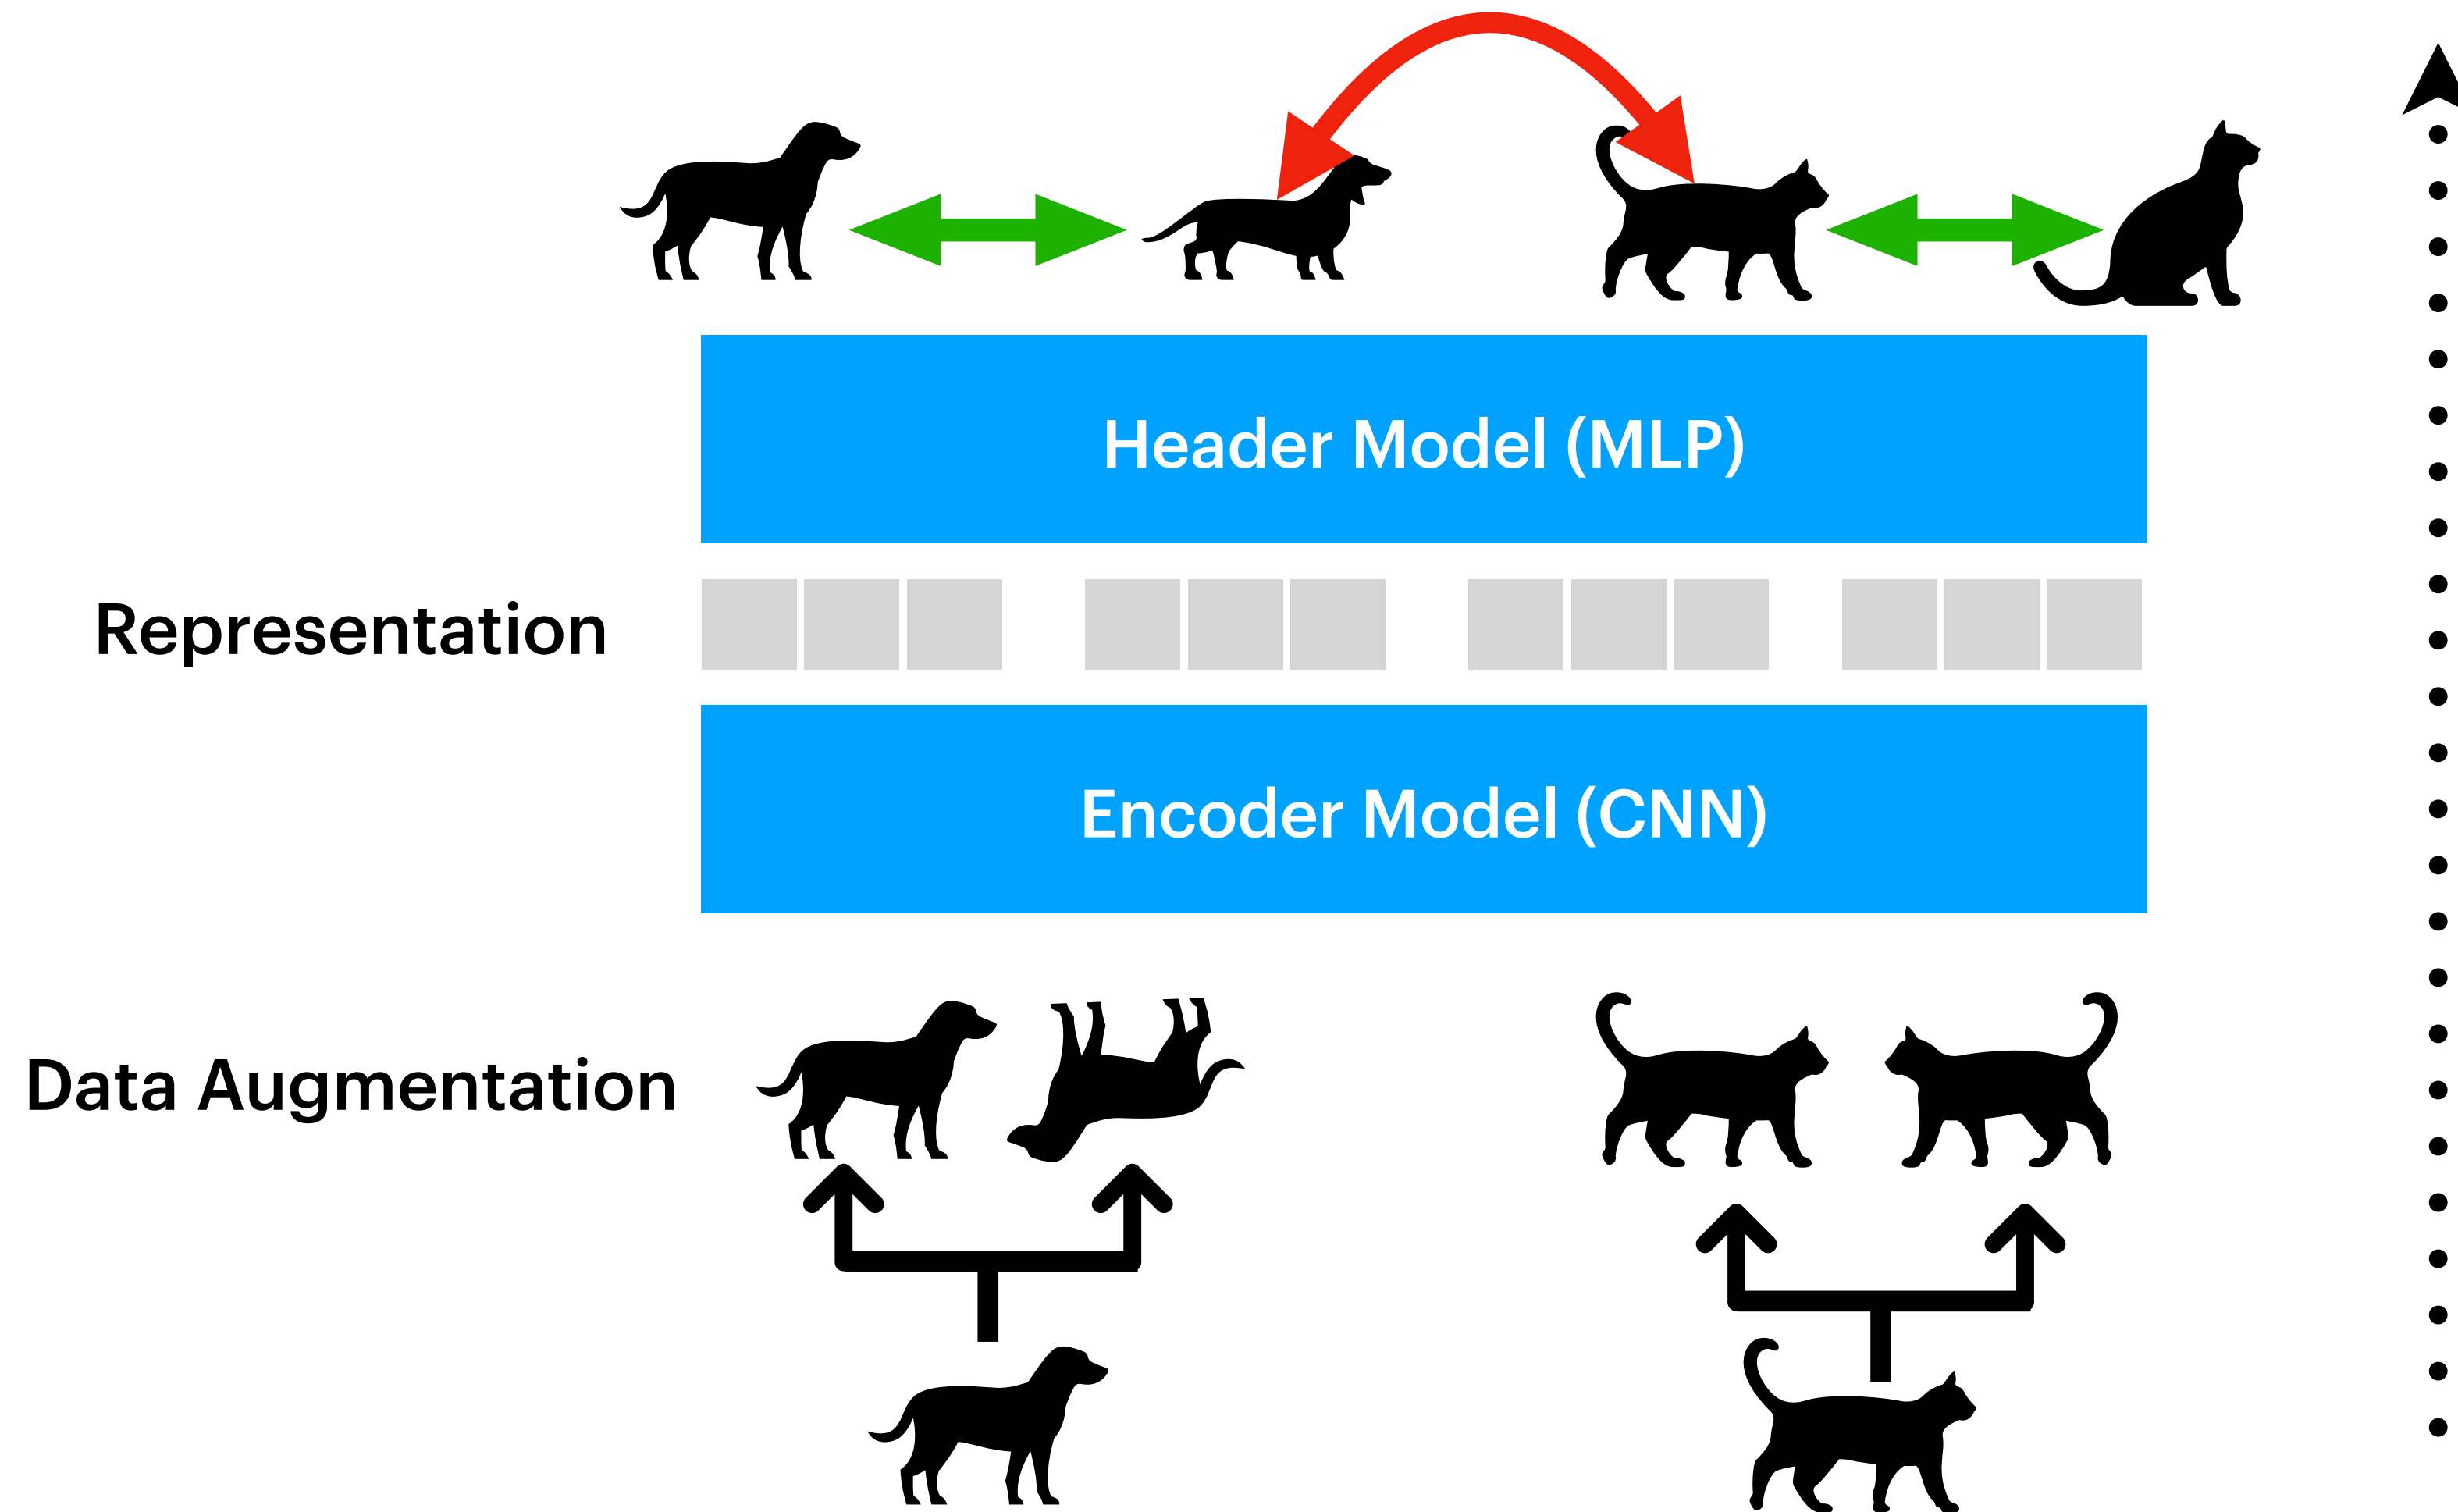 Header Model (MLP)
Representation
Encoder Model (CNN)
Data Augmentation